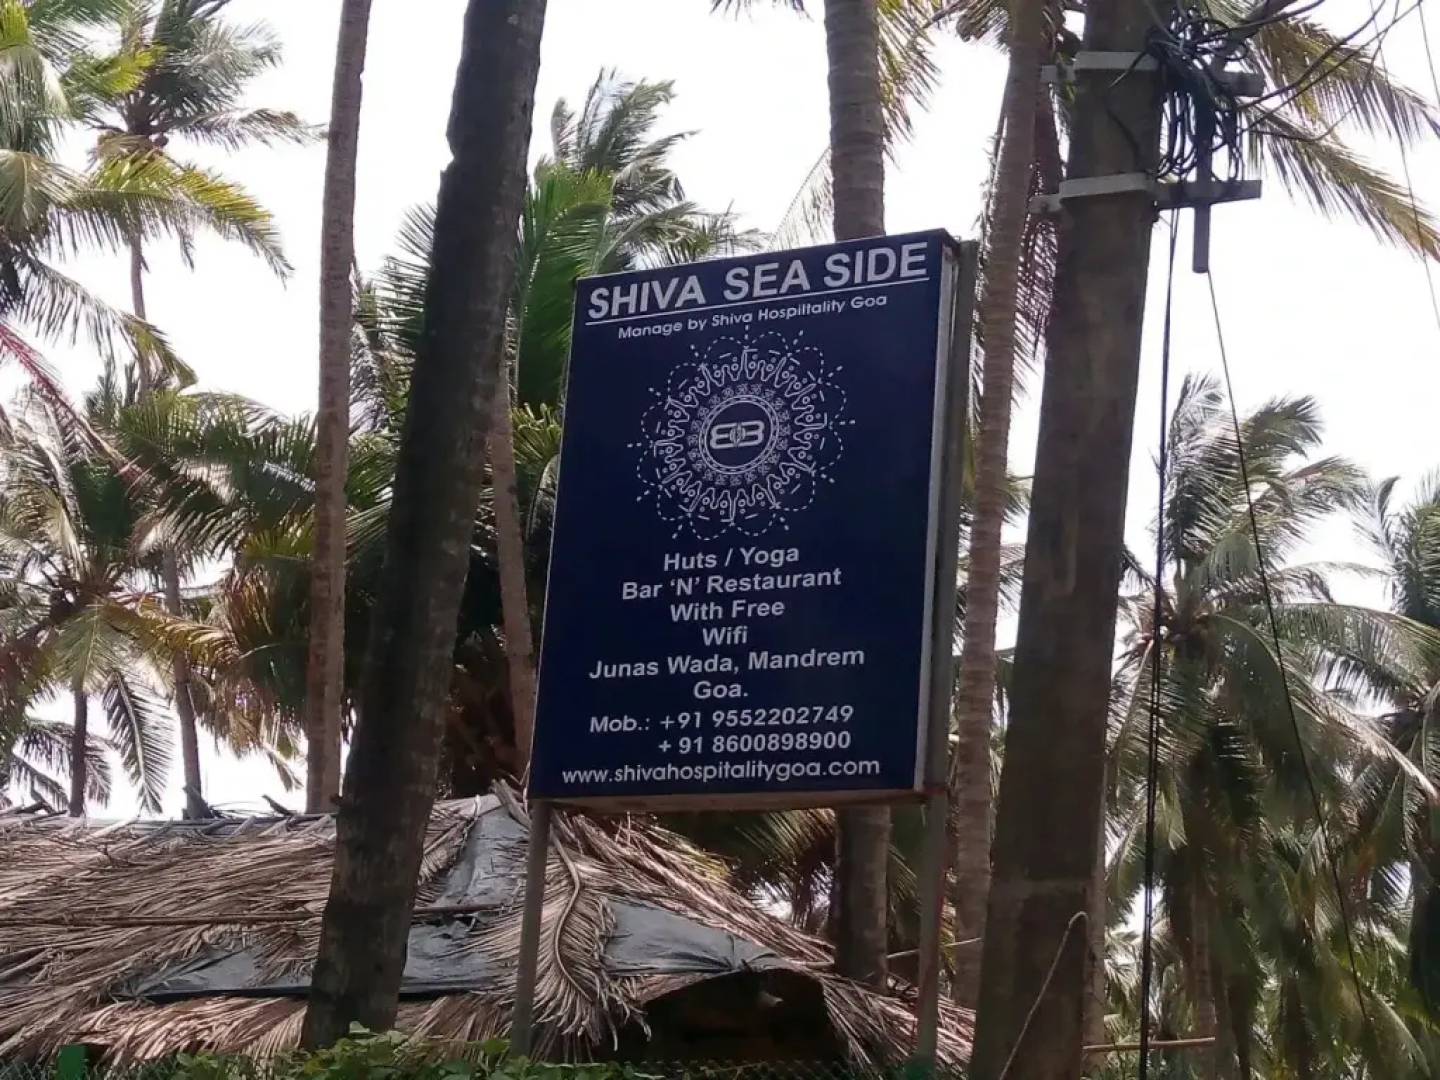 SHIVA SEA SIDE
Manage by Shiva Hospiltality Goa
Huts / Yoga
Bar ‘N’ Restaurant
With Free
Wifi
Junas Wada, Mandrem
Goa.
Mob.: +91 9552202749
+ 91 8600898900
www.shivahospitalitygoa.com